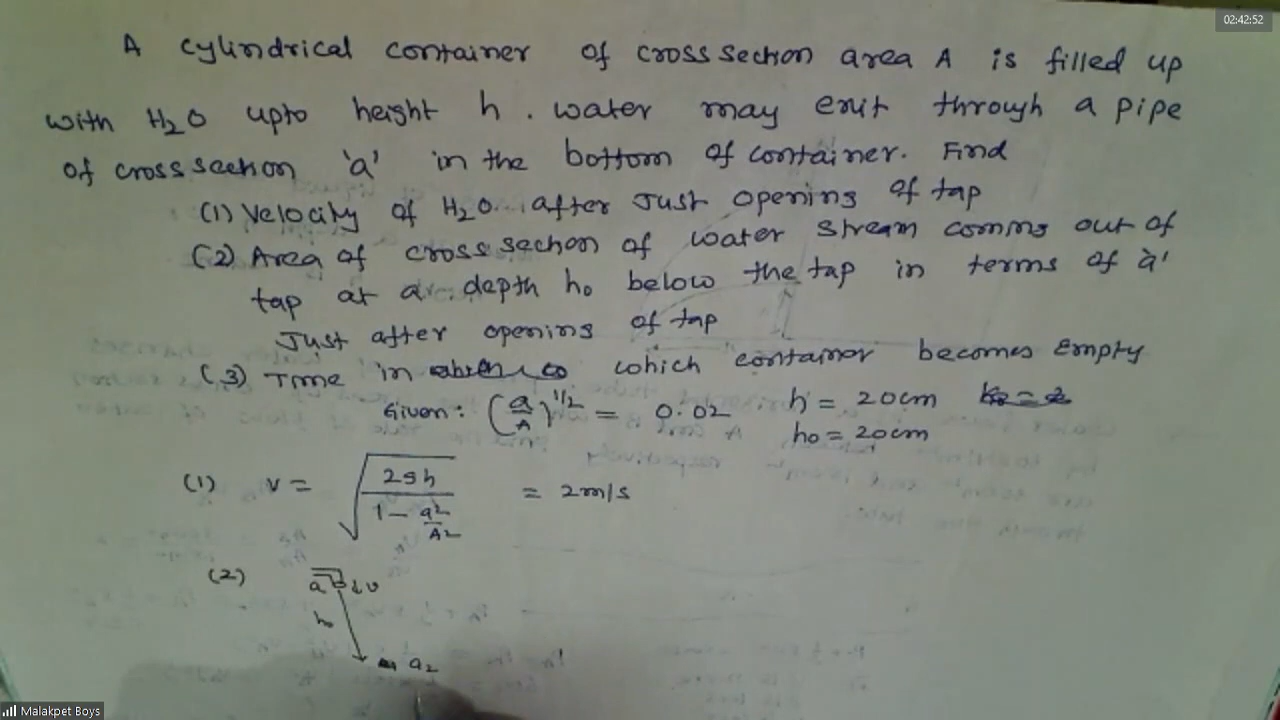 02:42:52
A cylindrical container of cross section area A is filled up
with H2O upto height h . water may exit through a pipe
of cross section 'a' in the bottom of container. Find
(1) Velocity of H2O after Just opening of tap
(2) Area of cross section of water stream coming out of
tap at a depth h0 below the tap in terms of 'a'
Just after opening of tap
(3) Time in which container becomes Empty
Given: (a/A)^1/2 = 0.02 h = 20cm
h0 = 20cm
(1) v = √(2gh / (1 - a²/A²)) = 2m/s
(2) a v
h0
a2
Malakpet Boys